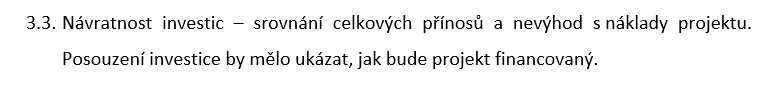 3.3. Návratnost investic – srovnání celkových přínosů a nevýhod s náklady projektu.
Posouzení investice by mělo ukázat, jak bude projekt financovaný.